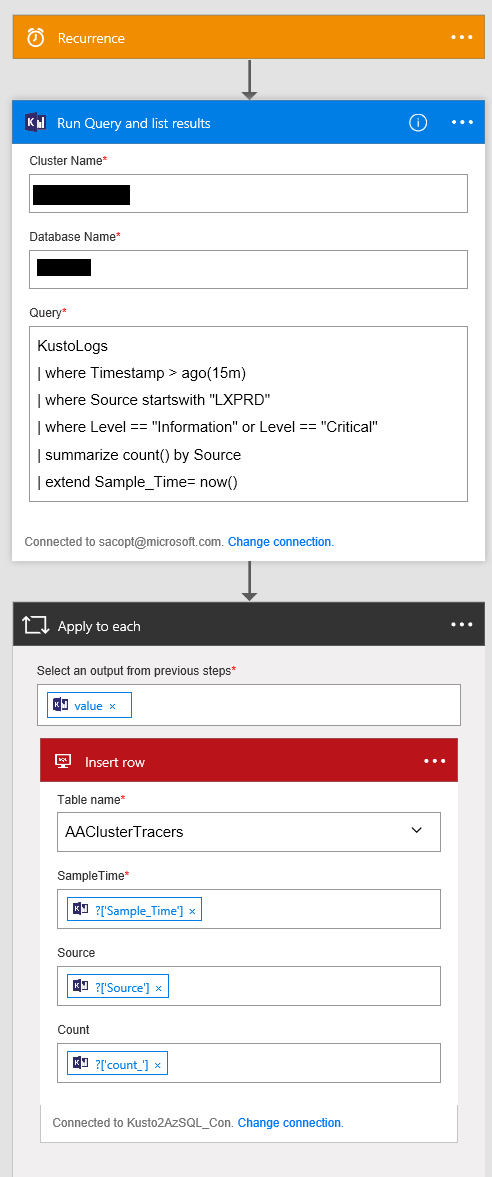 Recurrence
Run Query and list results
Cluster Name*
Database Name*
Query*
KustoLogs
| where Timestamp > ago(15m)
| where Source startswith "LXPRD"
| where Level == "Information" or Level == "Critical"
| summarize count() by Source
| extend Sample_Time= now()
Connected to sacopt@microsoft.com. Change connection.
Apply to each
Select an output from previous steps*
value ×
Insert row
Table name*
AAClusterTracers
SampleTime*
?['Sample_Time'] ×
Source
?['Source'] ×
Count
?['count_'] ×
Connected to Kusto2AzSQL_Con. Change connection.